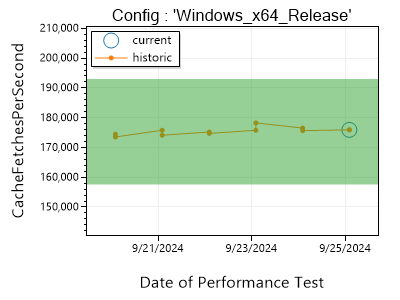 Config : 'Windows_x64_Release'
210,000
200,000
190,000
180,000
170,000
160,000
150,000
current
historic
CacheFetchesPerSecond
9/21/2024 9/23/2024 9/25/2024
Date of Performance Test